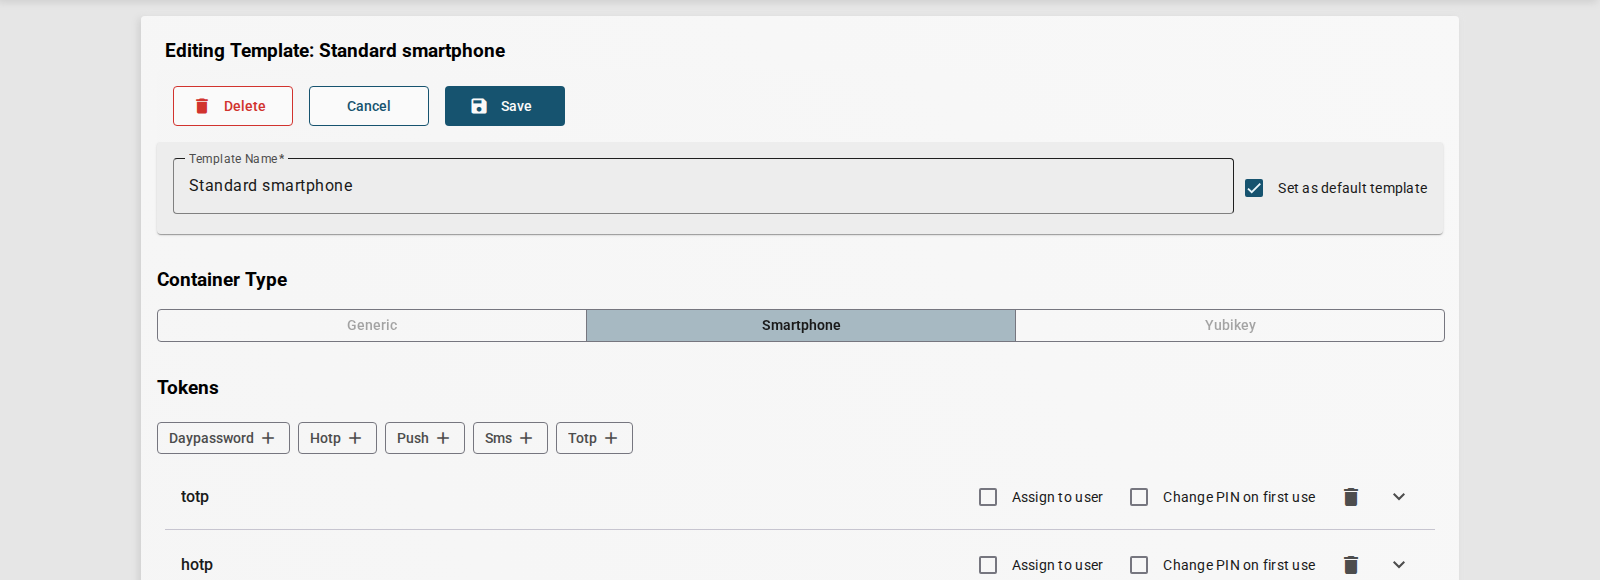 Editing Template: Standard smartphone
Delete Cancel Save
Template Name*
Standard smartphone
Set as default template
Container Type
Generic Smartphone Yubikey
Tokens
Daypassword Hotp Push Sms Totp
totp Assign to user Change PIN on first use
hotp Assign to user Change PIN on first use